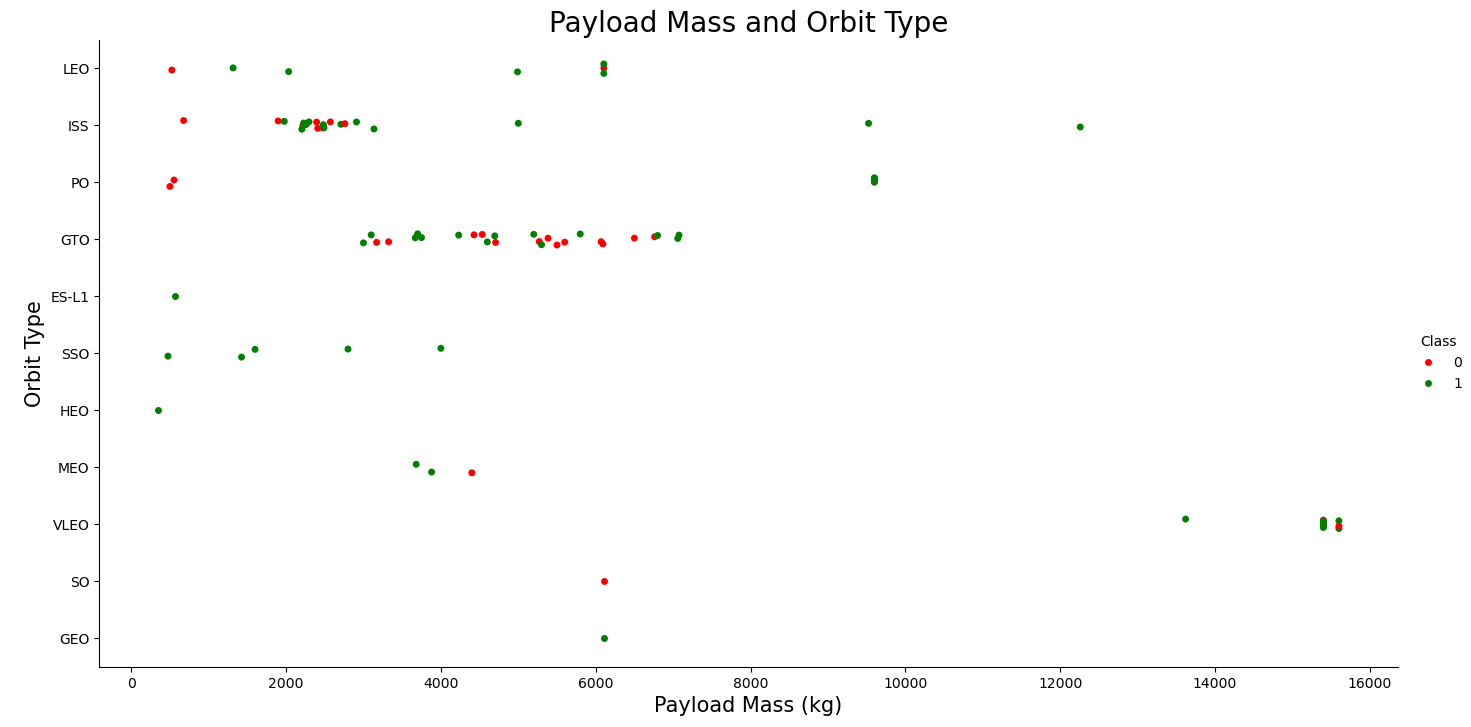 Payload Mass and Orbit Type
LEO
ISS
PO
GTO
ES-L1
SSO
HEO
MEO
VLEO
SO
GEO
Orbit Type
0 2000 4000 6000 8000 10000 12000 14000 16000
Payload Mass (kg)
Class
0
1